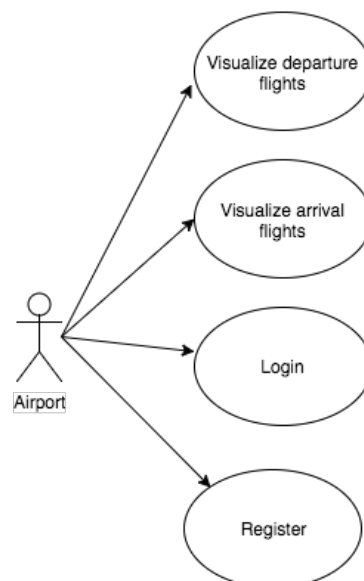 Visualize departure
flights
Visualize arrival
flights
Login
Airport
Register